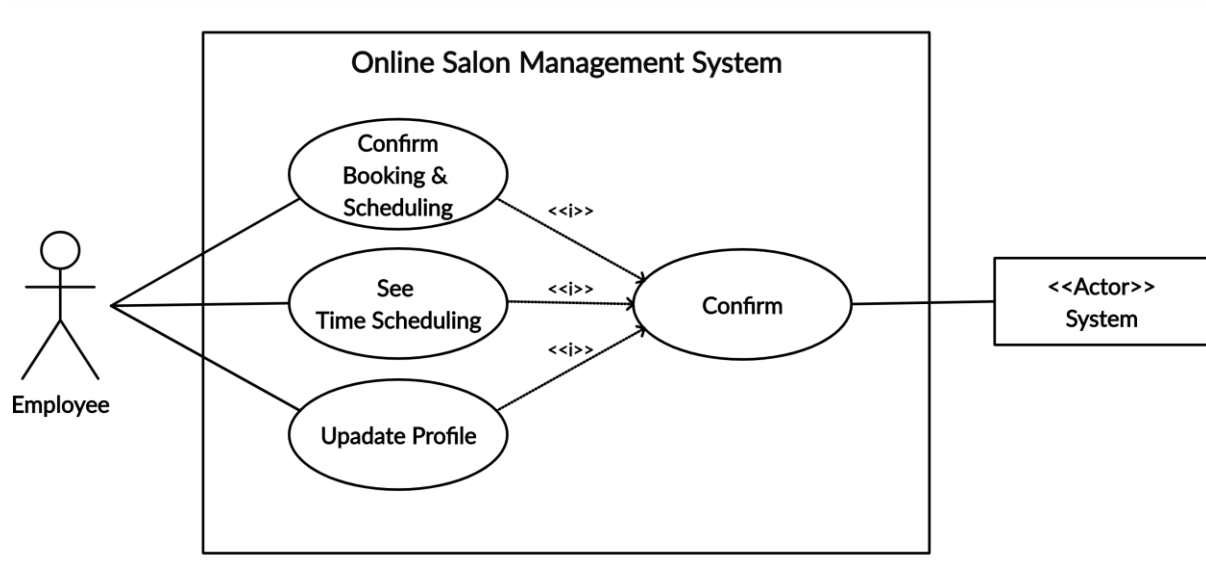 Online Salon Management System
Confirm
Booking &
Scheduling
<<i>>
See
Time Scheduling
<<i>>
Confirm
<<Actor>>
System
<<i>>
Employee
Upadate Profile